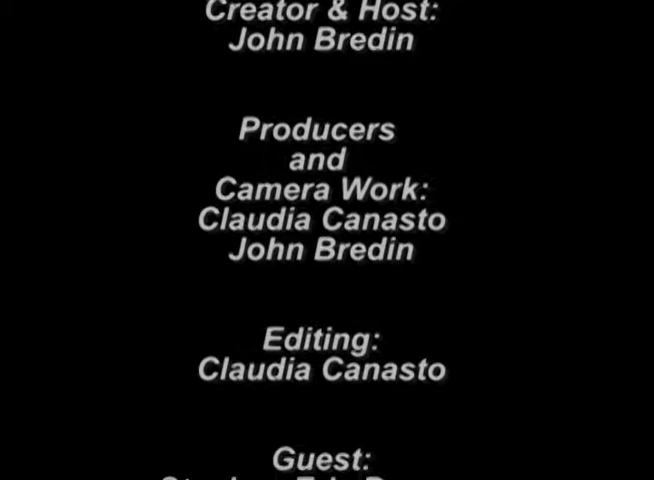 Creator & Host:
John Bredin
Producers
and
Camera Work:
Claudia Canasto
John Bredin
Editing:
Claudia Canasto
Guest: